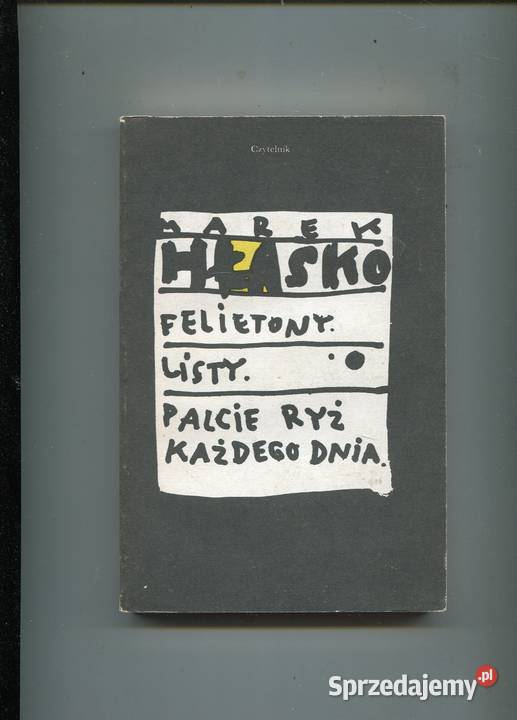 Czytelnik
MAREK
HŁASKO
FELIETONY.
LISTY.
PALCIE RYŻ
KAŻDEGO DNIA.
Sprzedajemy.pl